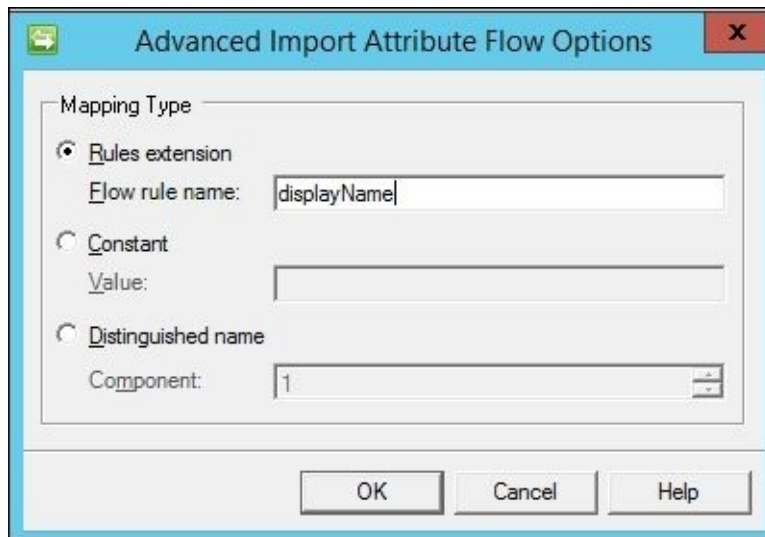 Advanced Import Attribute Flow Options
x
Mapping Type
Rules extension
Flow rule name: displayName
Constant
Value:
Distinguished name
Component: 1
OK Cancel Help